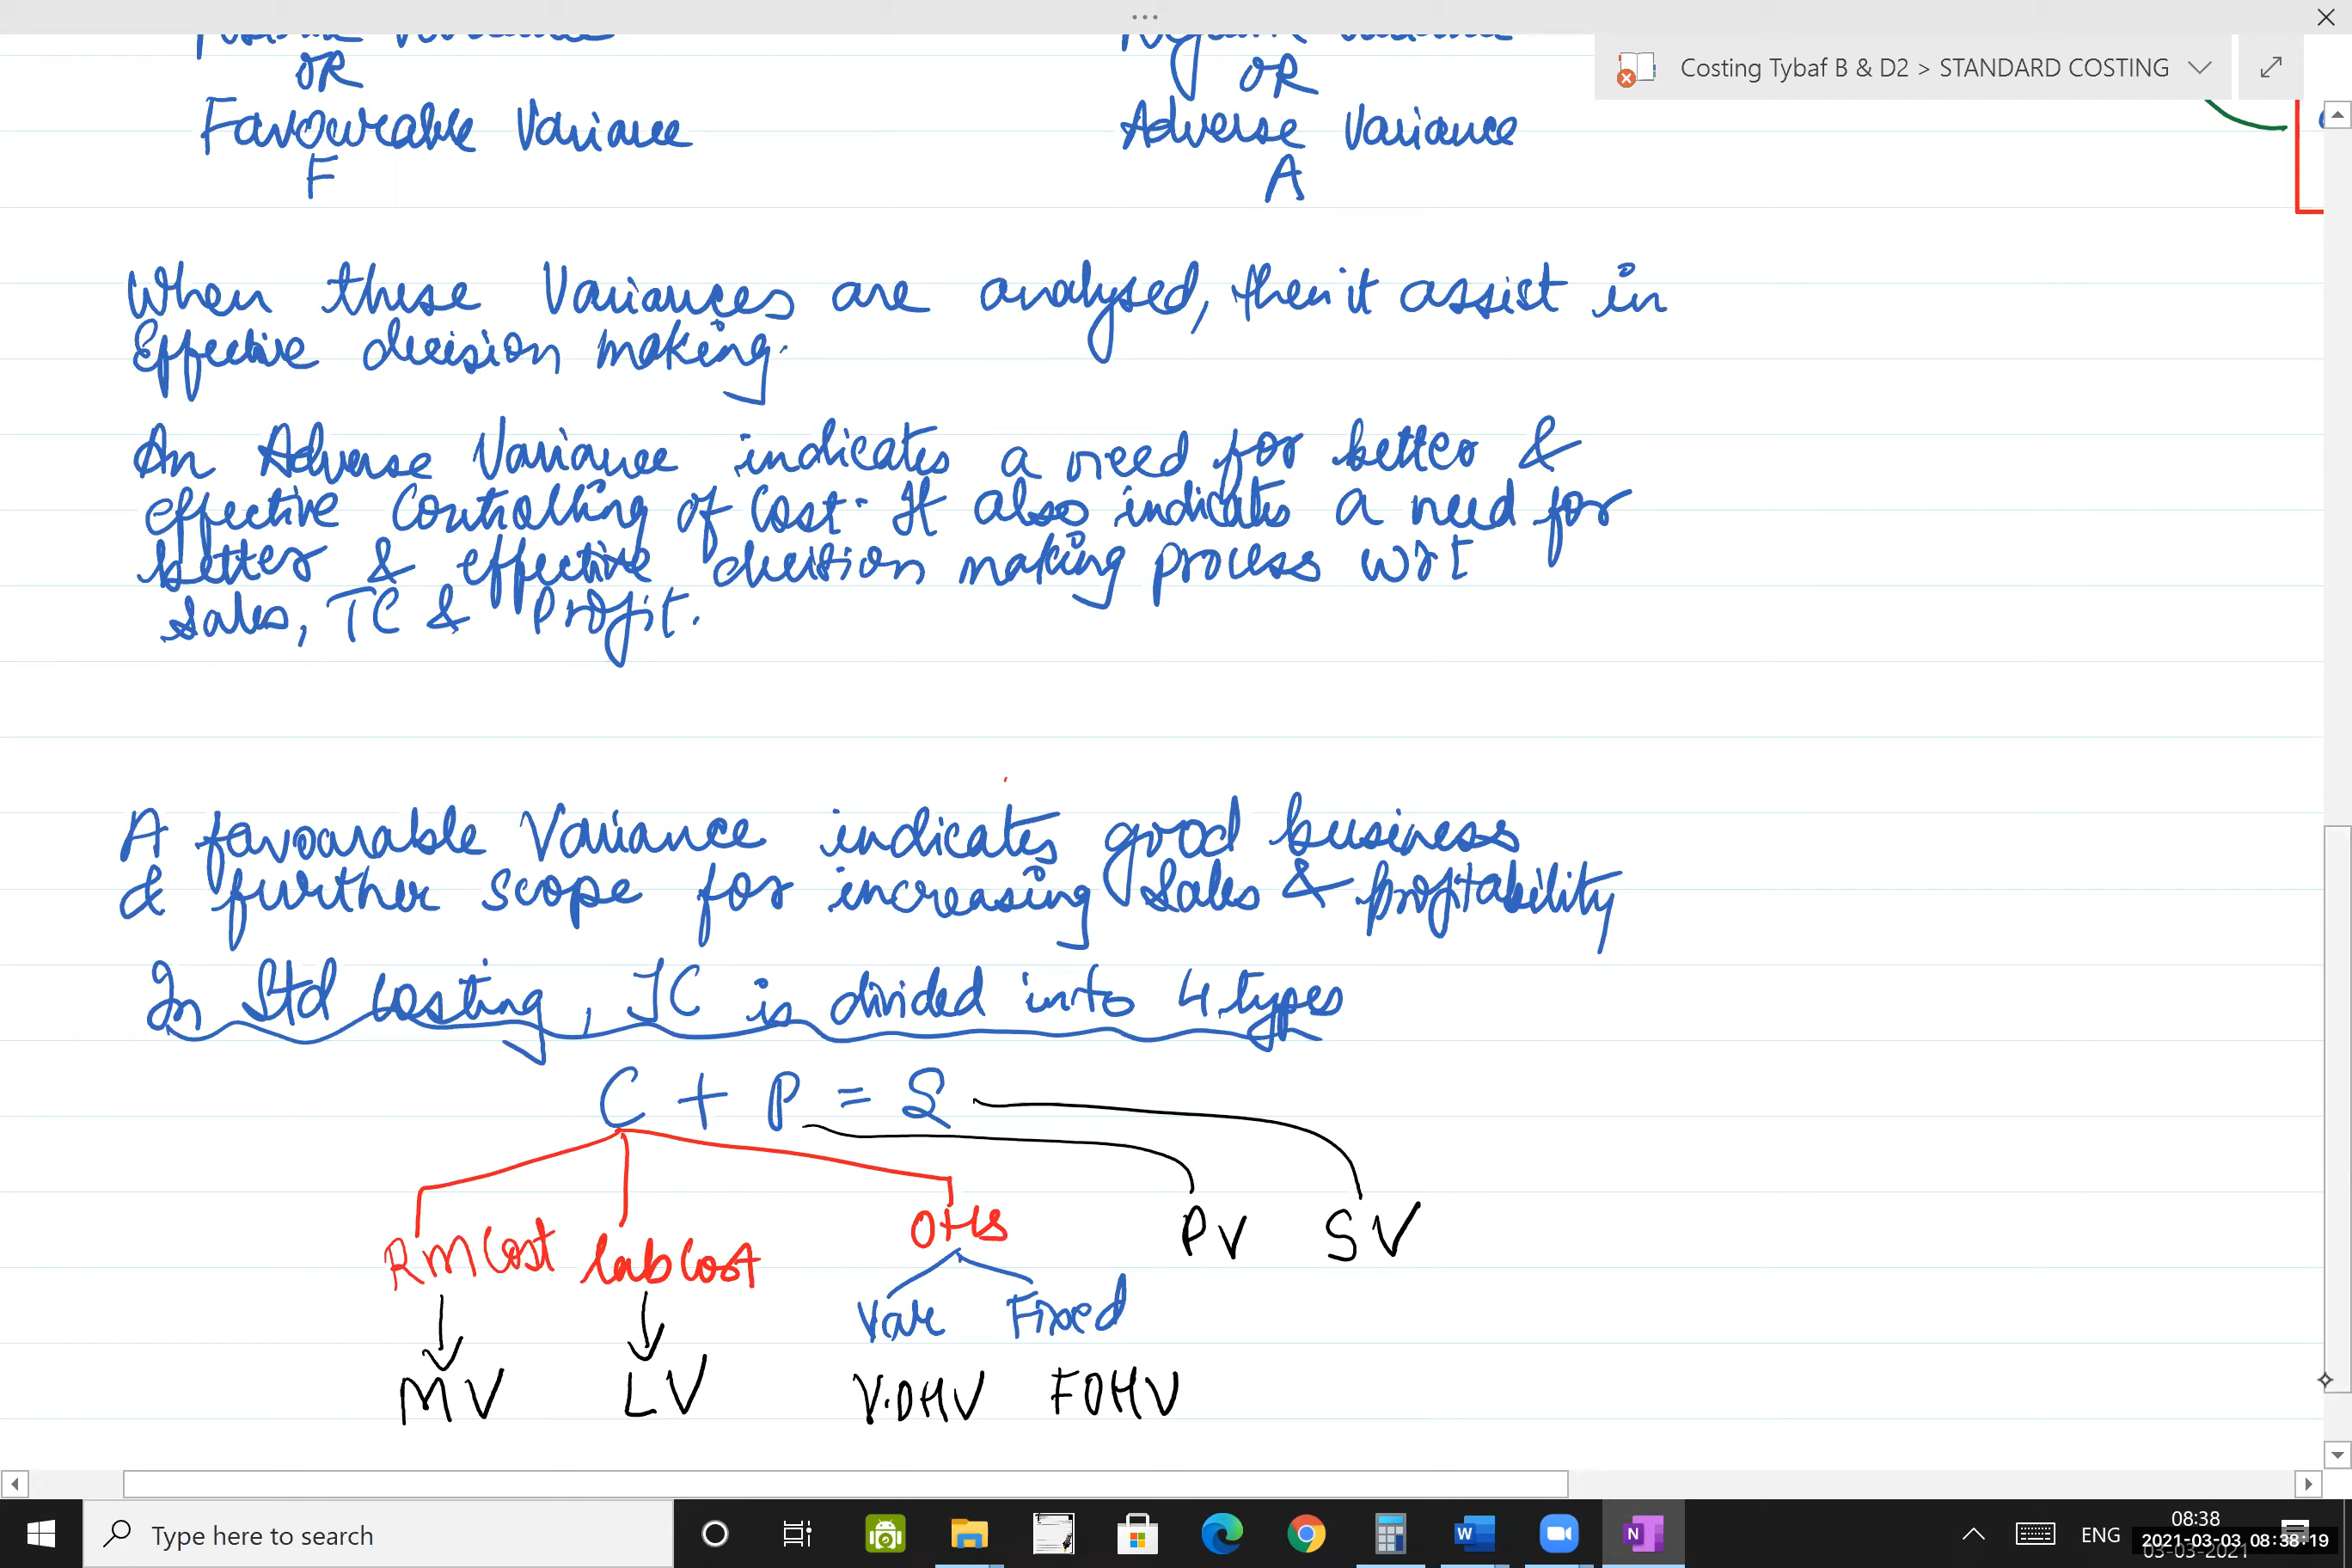 Costing Tybaf B & D2 > STANDARD COSTING
OR
OR
Favourable Variance
Adverse Variance
F
A
When these Variances are analysed, then it assist in
Effective decision making.
An Adverse Variance indicates a need for better &
effective Controlling of Cost. It also indicates a need for
better & effective decision making process wrt
Sales, TC & Profit.
A favourable Variance indicates good business
& further scope for increasing Sales & profitability
In Std Costing, TC is divided into 4 types
C + P = S
Rm Cost lab Cost OHs PV SV
Vare Fixed
MV LV V.OHV FOHV
Type here to search
ENG
08:38
03-03-2021
2021-03-03 08:38:19